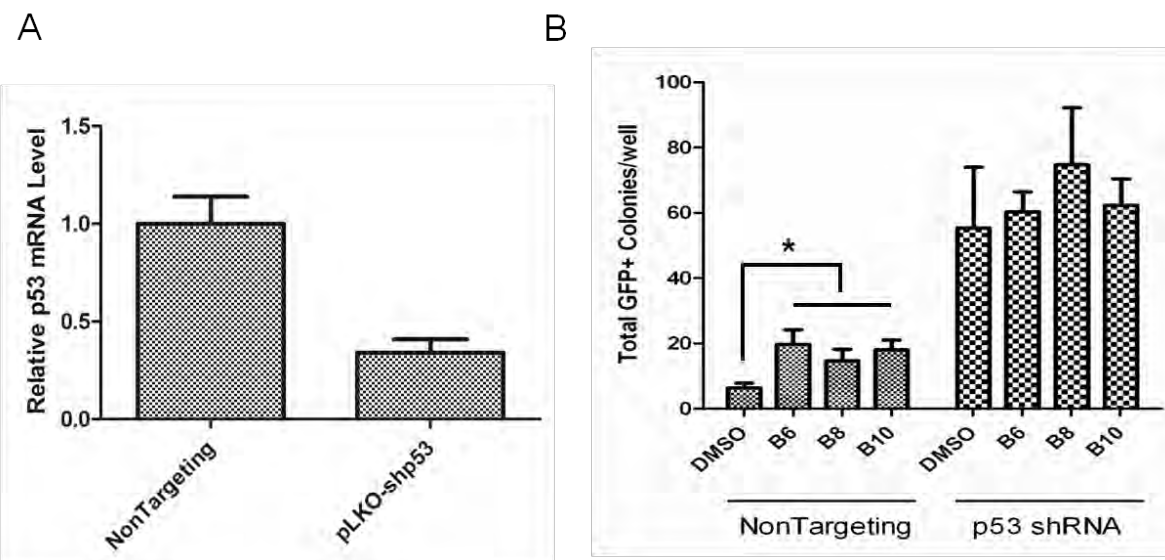 A
B
Relative p53 mRNA Level
1.5
1.0
0.5
0.0
NonTargeting
pLKO-shp53
Total GFP+ Colonies/well
100
80
60
40
20
0
*
DMSO
B6
B8
B10
DMSO
B6
B8
B10
NonTargeting
p53 shRNA